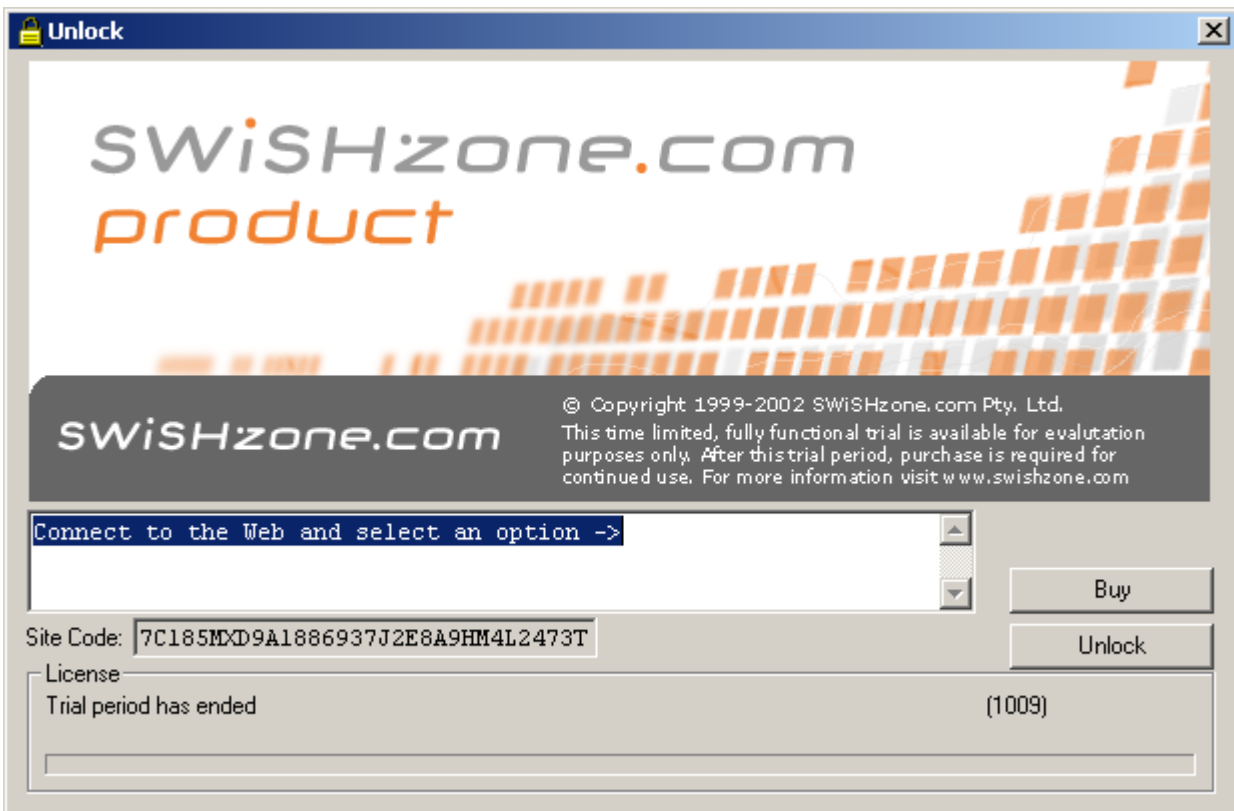 Unlock
SWiSHzone.com
product
SWiSHzone.com
© Copyright 1999-2002 SWiSHzone.com Pty. Ltd.
This time limited, fully functional trial is available for evalutation
purposes only. After this trial period, purchase is required for
continued use. For more information visit www.swishzone.com
Connect to the Web and select an option ->
Buy
Site Code: 7C185MXD9A1886937J2E8A9HM4L2473T
Unlock
License
Trial period has ended (1009)